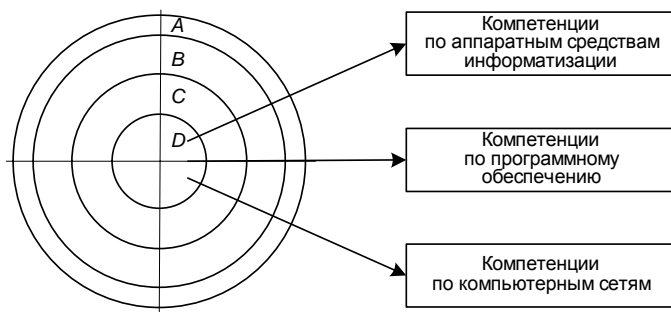 A
B
C
D
Компетенции
по аппаратным средствам
информатизации
Компетенции
по программному
обеспечению
Компетенции
по компьютерным сетям